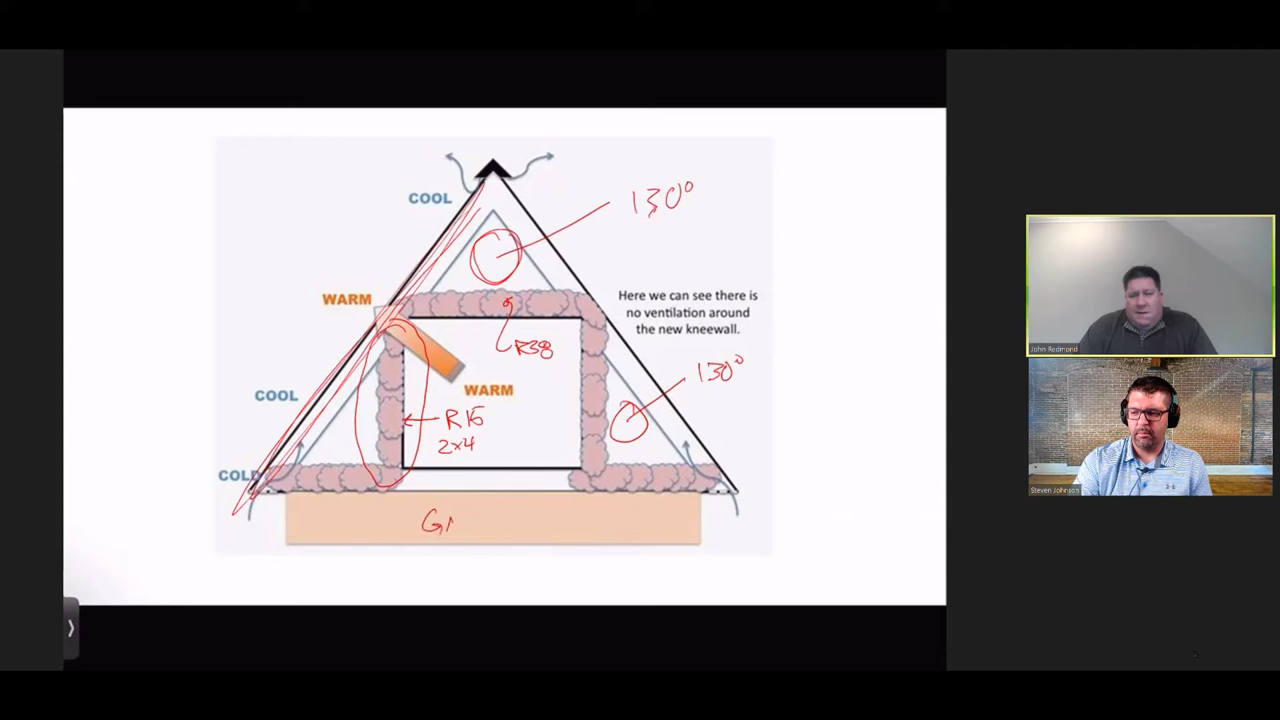 COOL
130°
WARM
Here we can see there is
no ventilation around
the new kneewall.
R38
130°
WARM
COOL
R15
2x4
COLD
John Redmond
Steven Johnson